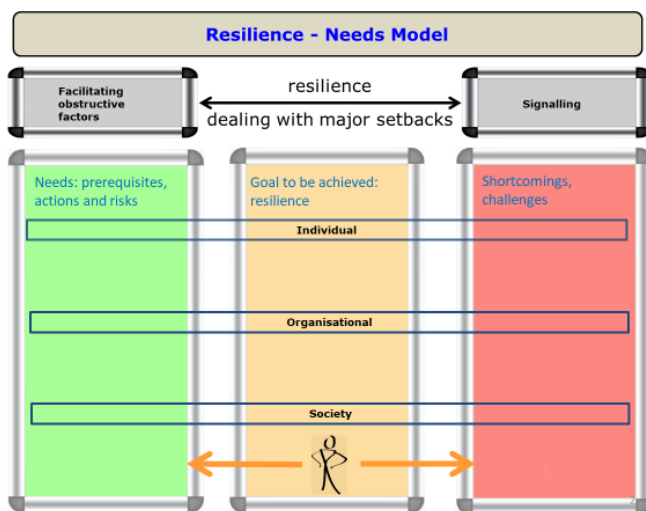 Resilience - Needs Model
Facilitating
obstructive
factors
resilience
dealing with major setbacks
Signalling
Needs: prerequisites,
actions and risks
Goal to be achieved:
resilience
Shortcomings,
challenges
Individual
Organisational
Society